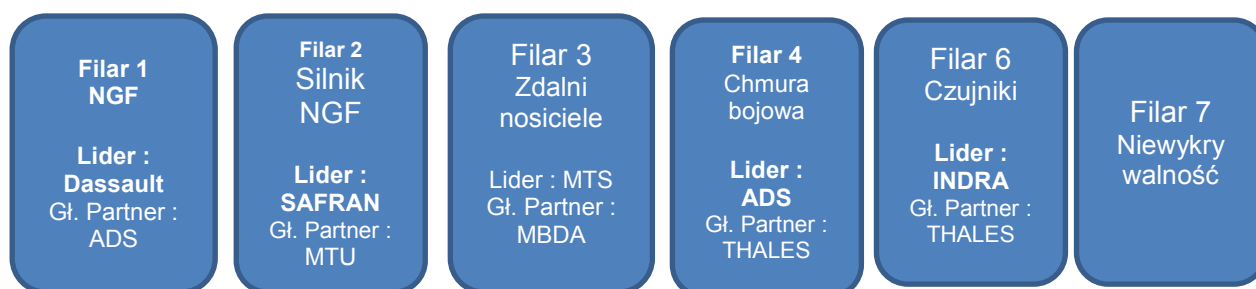 Filar 1
NGF
Lider :
Dassault
Gł. Partner :
ADS
Filar 2
Silnik
NGF
Lider :
SAFRAN
Gł. Partner :
MTU
Filar 3
Zdalni
nosiciele
Lider : MTS
Gł. Partner :
MBDA
Filar 4
Chmura
bojowa
Lider :
ADS
Gł. Partner :
THALES
Filar 6
Czujniki
Lider :
INDRA
Gł. Partner :
THALES
Filar 7
Niewykry
walność